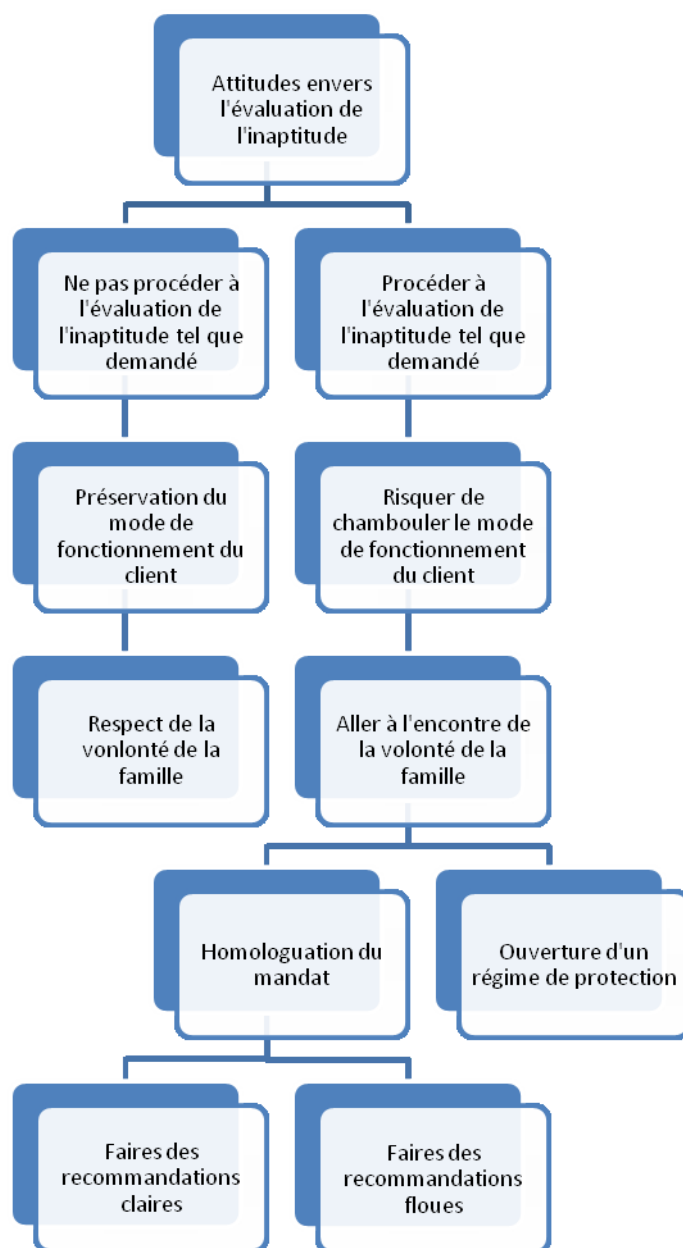 Attitudes envers
l'évaluation de
l'inaptitude
Ne pas procéder à
l'évaluation de
l'inaptitude tel que
demandé
Procéder à
l'évaluation de
l'inaptitude tel que
demandé
Préservation du
mode de
fonctionnement du
client
Risquer de
chambouler le mode
de fonctionnement
du client
Respect de la
vonlonté de la
famille
Aller à l'encontre de
la volonté de la
famille
Homologuation du
mandat
Ouverture d'un
régime de protection
Faires des
recommandations
claires
Faires des
recommandations
floues